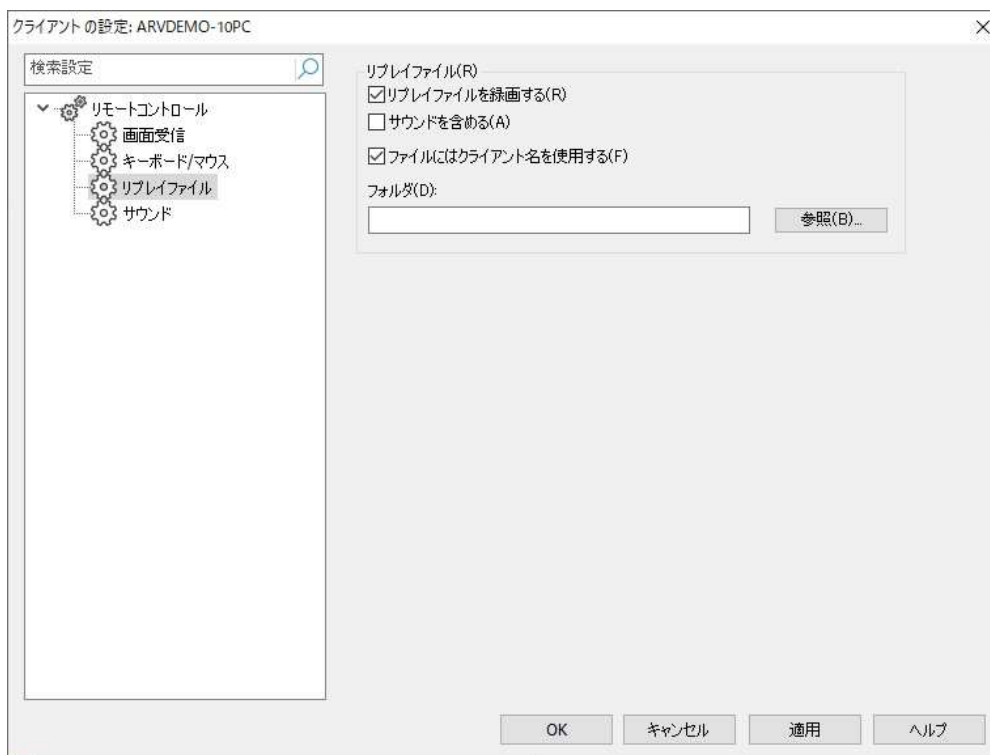 クライアントの設定: ARVDEMO-10PC
検索設定
リモートコントロール
画面受信
キーボード/マウス
リプレイファイル
サウンド
リプレイファイル(R)
リプレイファイルを録画する(R)
サウンドを含める(A)
ファイルにはクライアント名を使用する(F)
フォルダ(D):
参照(B)...
OK
キャンセル
適用
ヘルプ